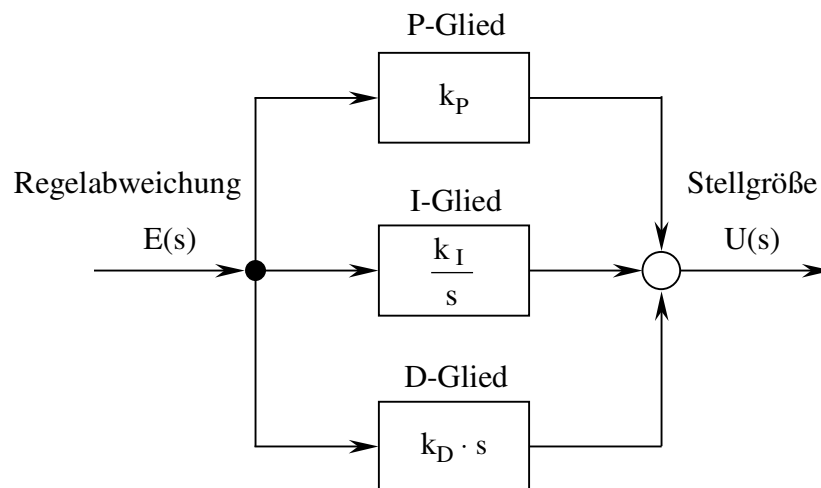 P-Glied
k_P
Regelabweichung
E(s)
I-Glied
k_I
s
Stellgröße
U(s)
D-Glied
k_D · s